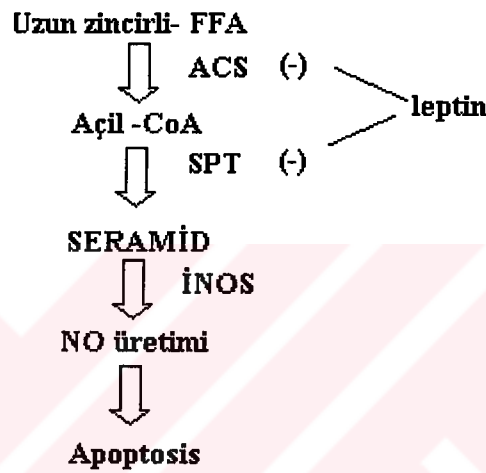 Uzun zincirli- FFA
ACS (-)
leptin
Açil -CoA
SPT (-)
SERAMİD
İNOS
NO üretimi
Apoptosis